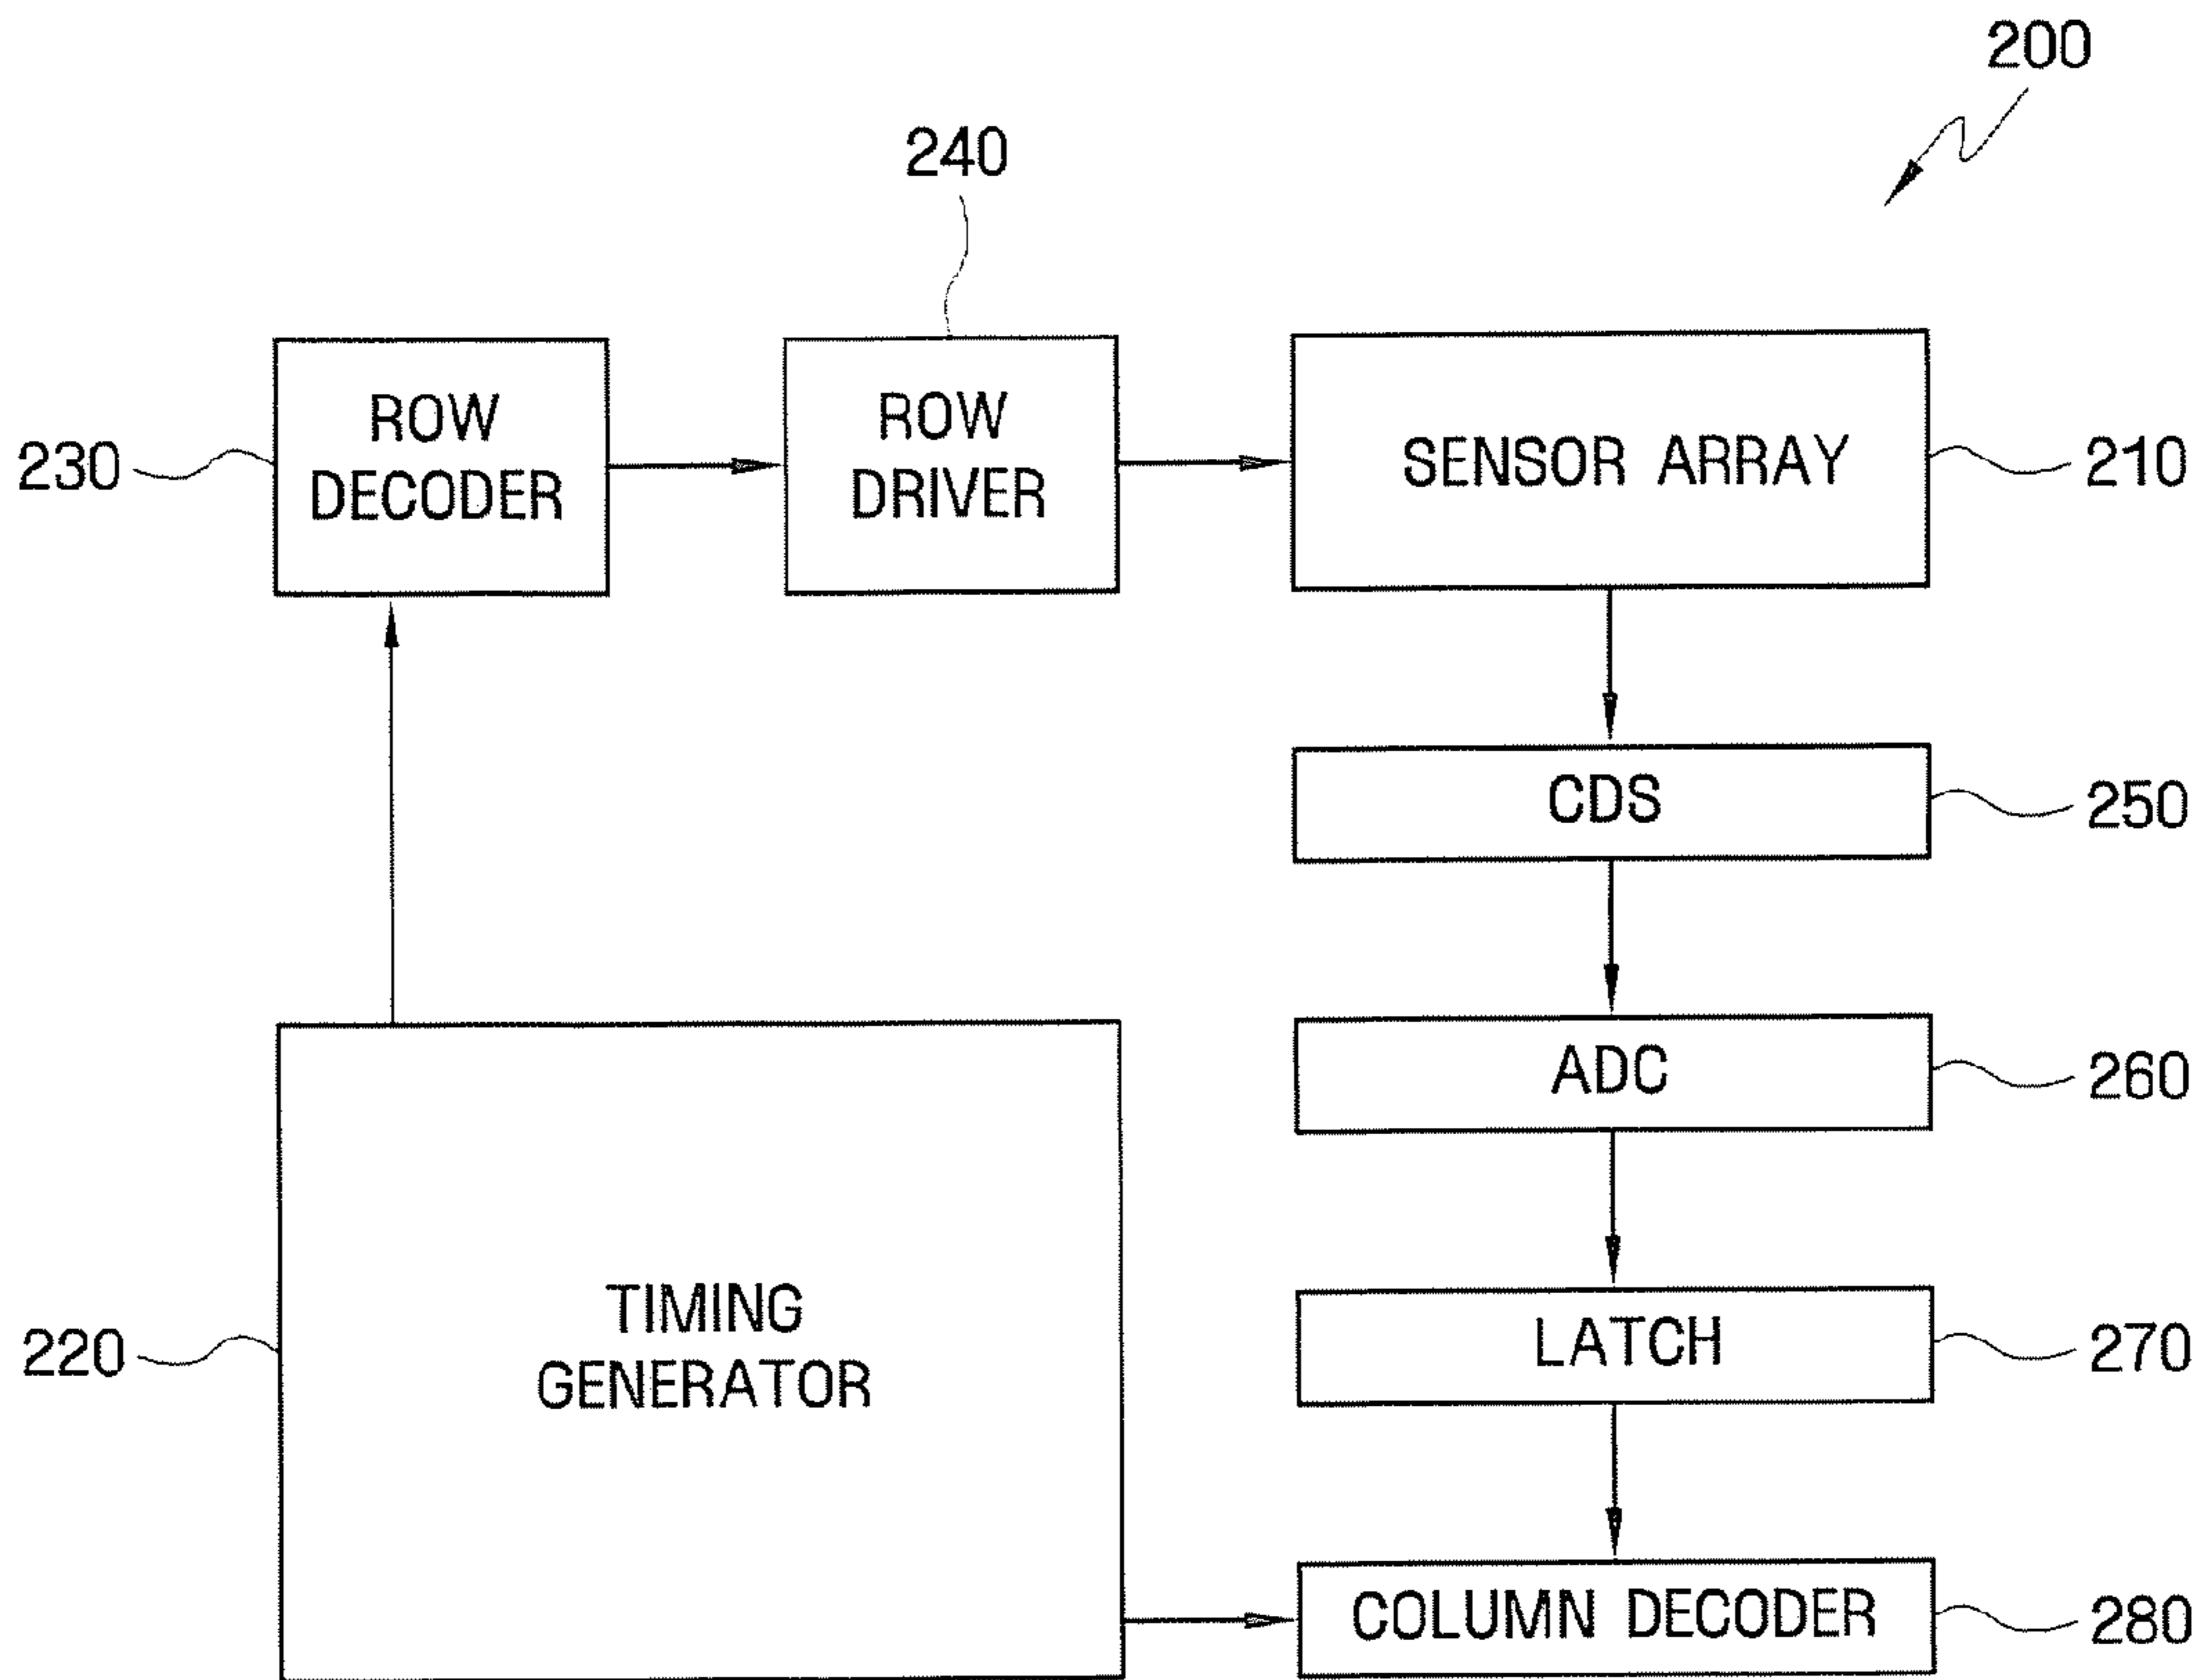 200
240
ROW
DECODER
ROW
DRIVER
SENSOR ARRAY
230
210
CDS
250
ADC
260
TIMING
GENERATOR
220
LATCH
270
COLUMN DECODER
280